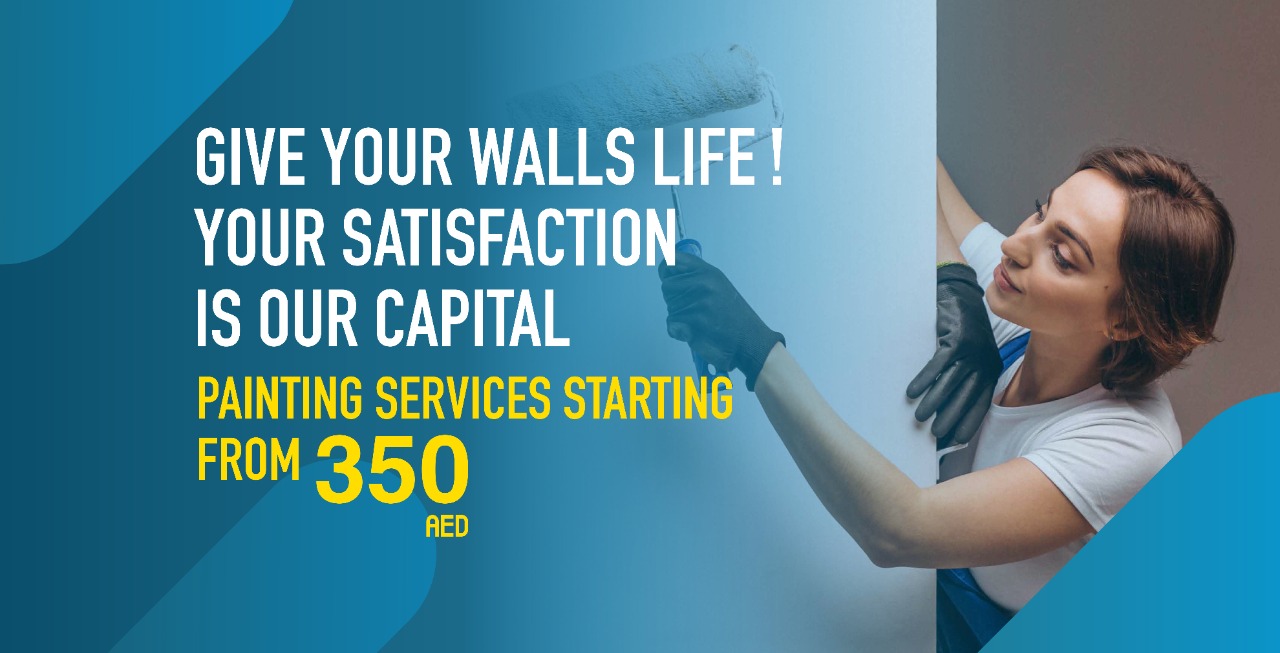 GIVE YOUR WALLS LIFE !
YOUR SATISFACTION
IS OUR CAPITAL
PAINTING SERVICES STARTING
FROM 350
AED